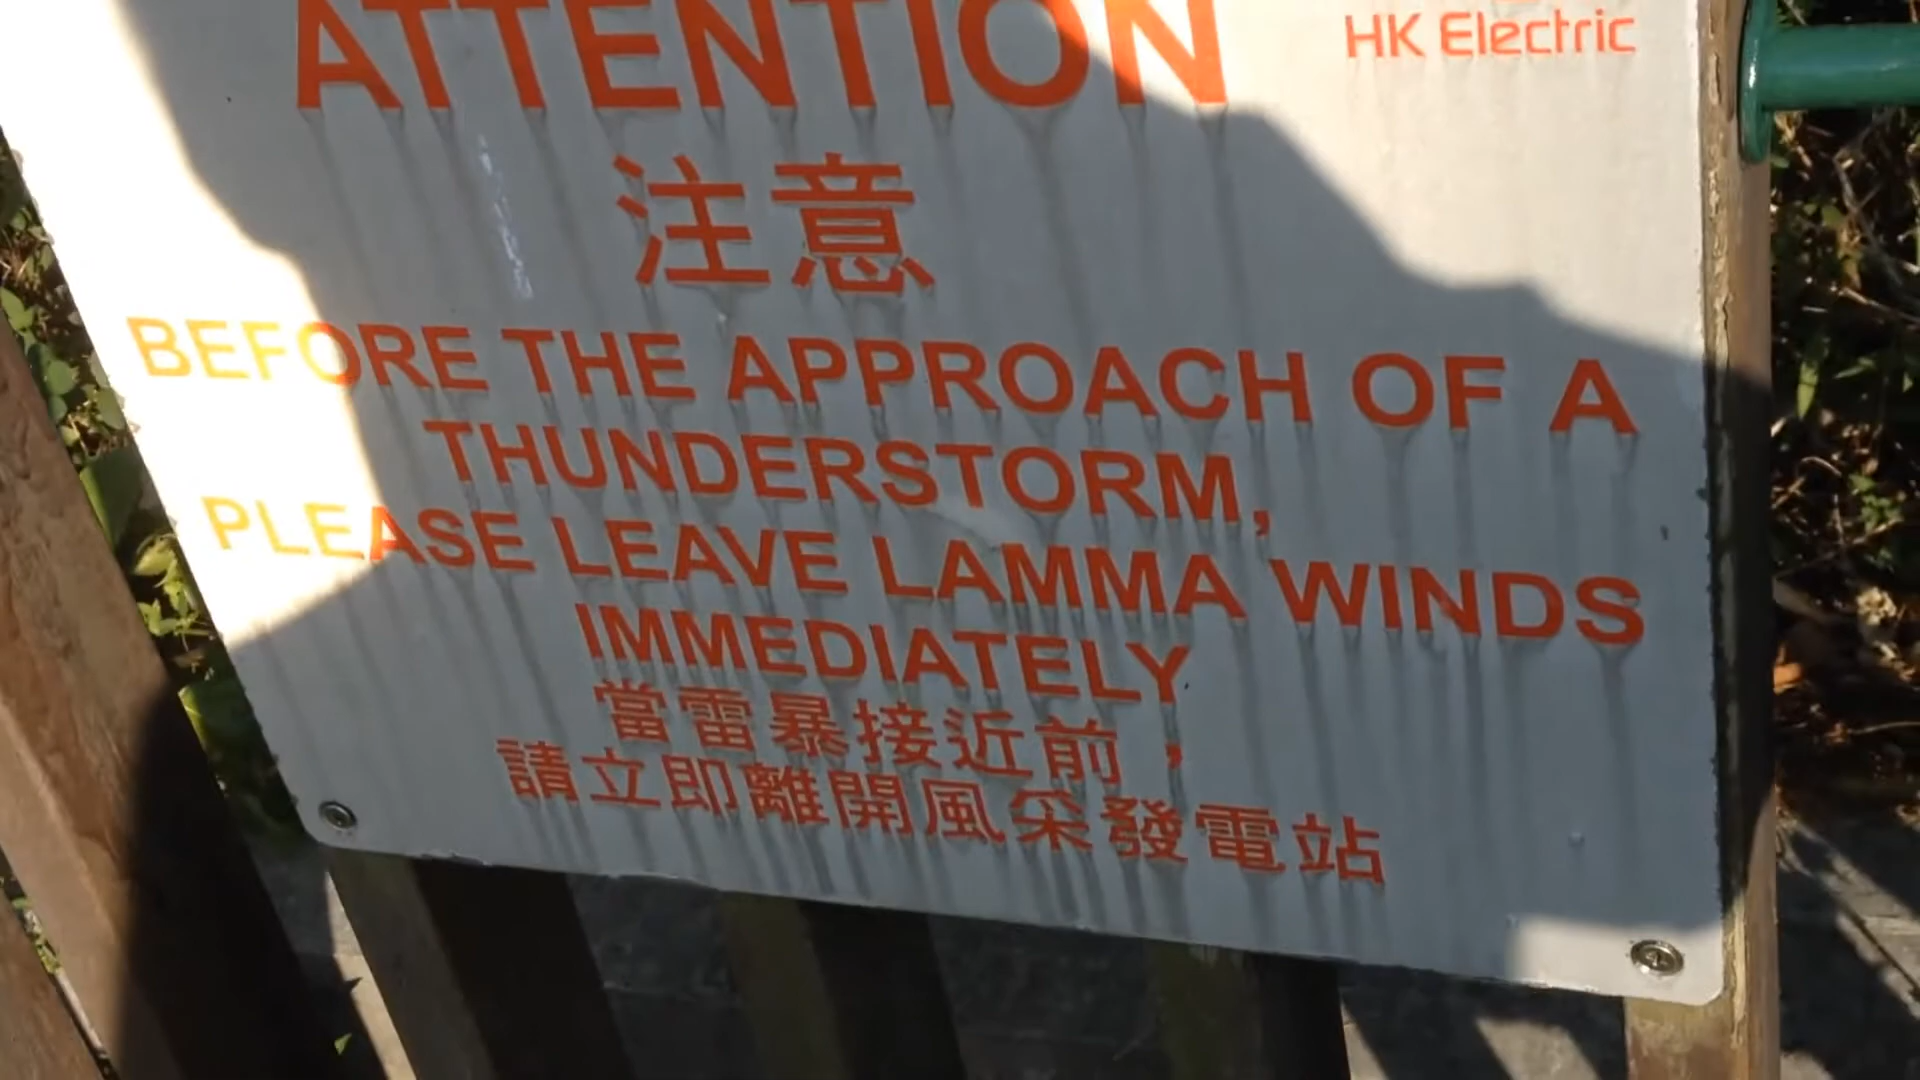 ATTENTION
HK Electric
注意
BEFORE THE APPROACH OF A
THUNDERSTORM,
PLEASE LEAVE LAMMA WINDS
IMMEDIATELY
當雷暴接近前，
請立即離開風采發電站